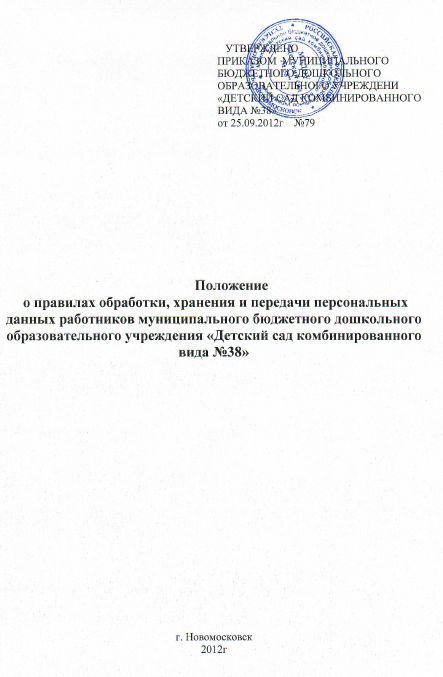 УТВЕРЖДЕНО
ПРИКАЗОМ МУНИЦИПАЛЬНОГО
БЮДЖЕТНОГО ДОШКОЛЬНОГО
ОБРАЗОВАТЕЛЬНОГО УЧРЕЖДЕНИ
«ДЕТСКИЙ САД КОМБИНИРОВАННОГО
ВИДА №38»
от 25.09.2012г №79
Положение
о правилах обработки, хранения и передачи персональных
данных работников муниципального бюджетного дошкольного
образовательного учреждения «Детский сад комбинированного
вида №38»
г. Новомосковск
2012г